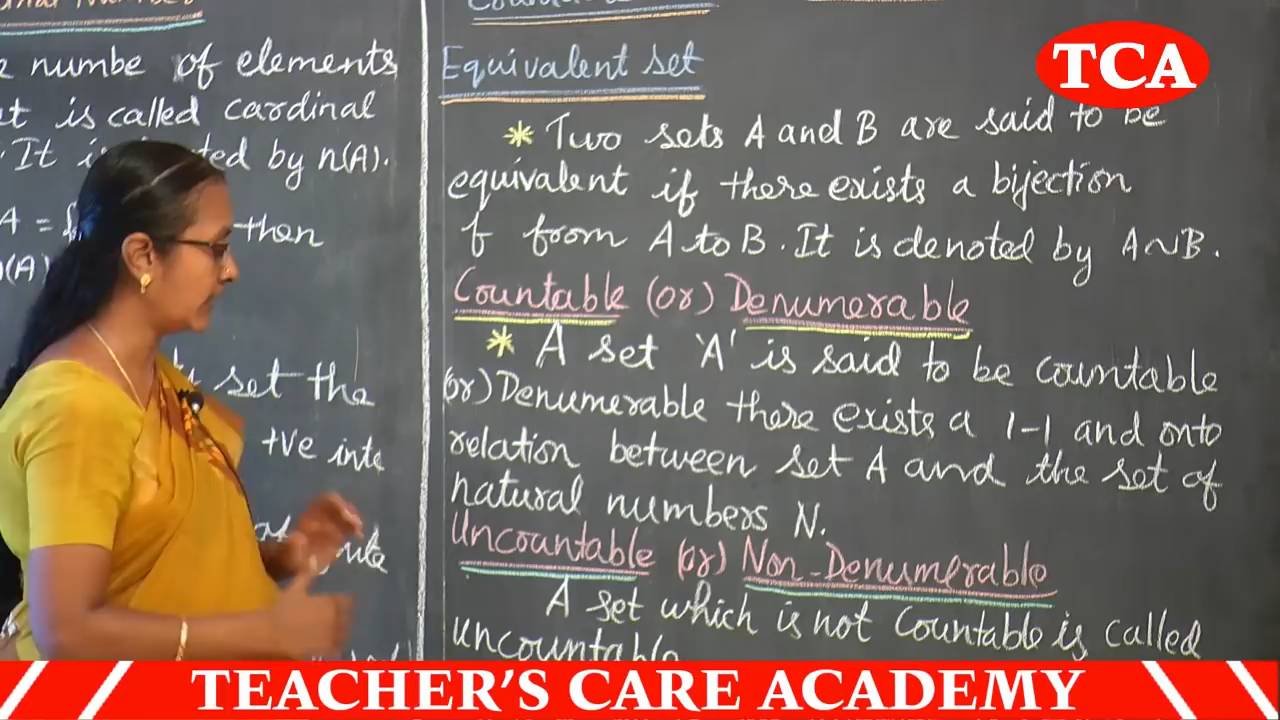 numbe of elements
is called cardinal
It by n(A).
A = then
(A)
set the
+ve inte
Equivalent set
* Two sets A and B are said to be
equivalent if there exists a bijection
f from A to B. It is denoted by A~B.
Countable (or) Denumerable
* A set 'A' is said to be countable
(or) Denumerable there exists a 1-1 and onto
relation between set A and the set of
natural numbers N.
Uncountable (or) Non-Denumerable
A set which is not Countable is called
uncountable
TCA
TEACHER'S CARE ACADEMY